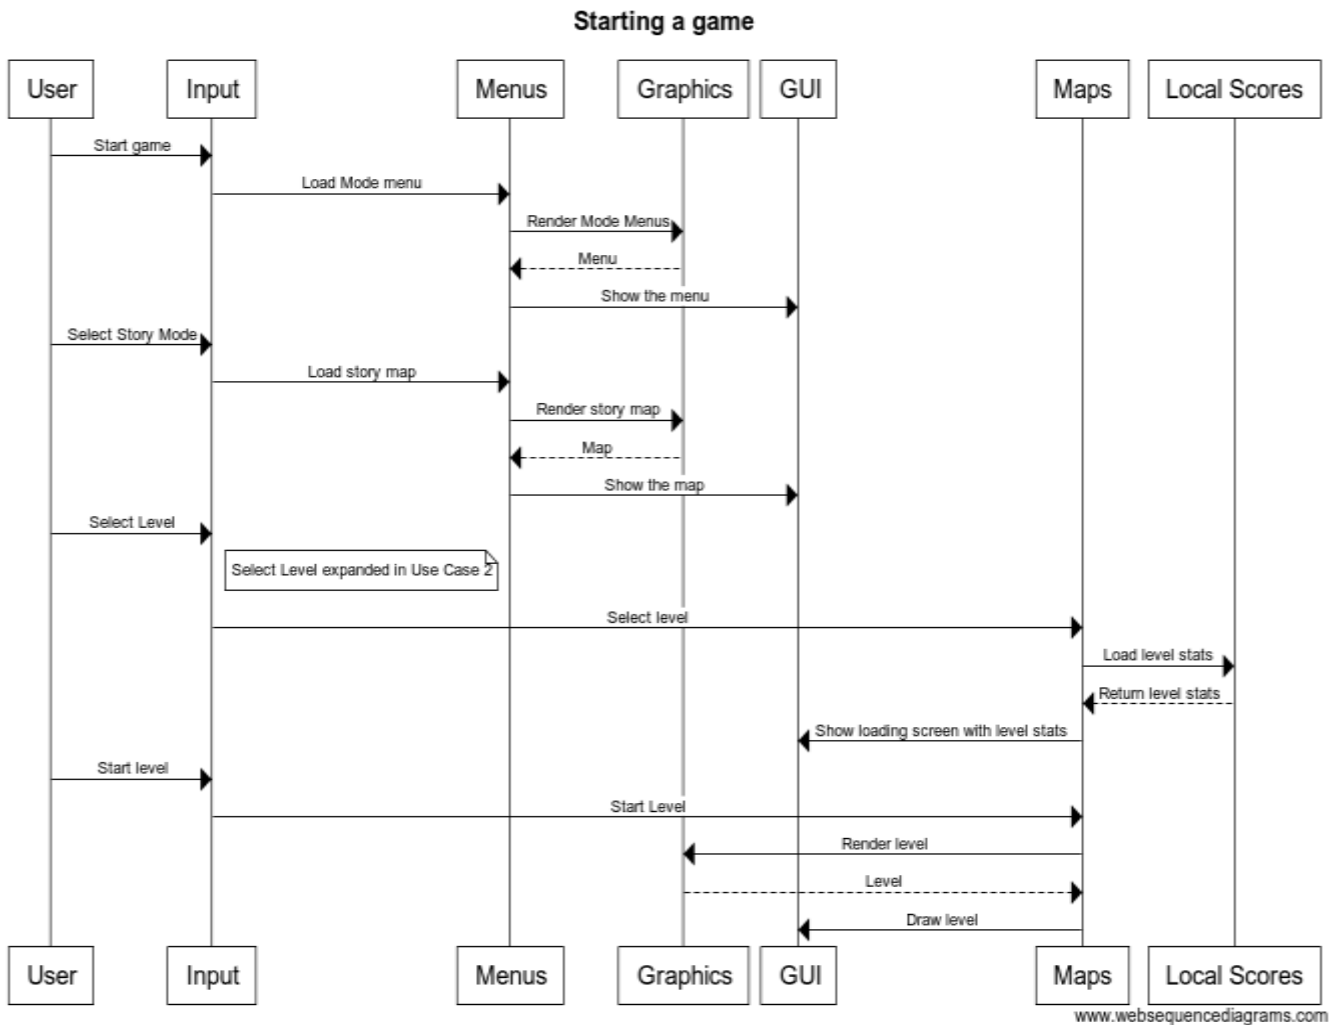 Starting a game
User Input Menus Graphics GUI Maps Local Scores
Start game
Load Mode menu
Render Mode Menus
Menu
Show the menu
Select Story Mode
Load story map
Render story map
Map
Show the map
Select Level
Select Level expanded in Use Case 2
Select level
Load level stats
Return level stats
Show loading screen with level stats
Start level
Start Level
Render level
Level
Draw level
User Input Menus Graphics GUI Maps Local Scores
www.websequencediagrams.com